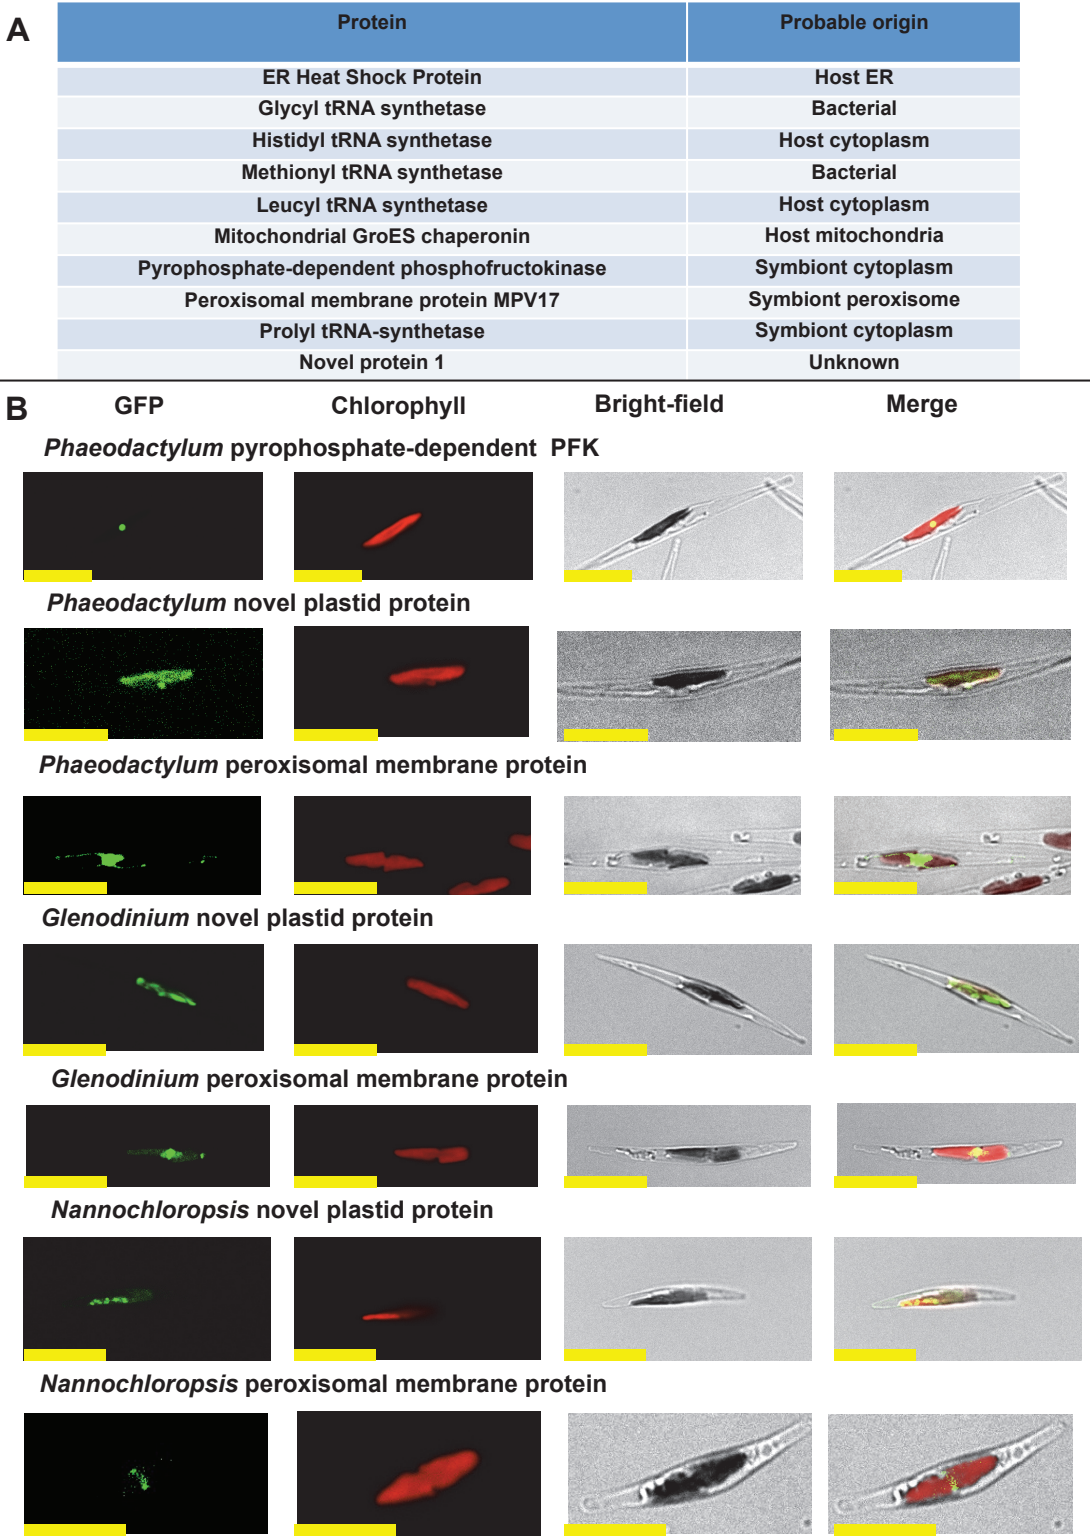 A
Protein Probable origin
ER Heat Shock Protein Host ER
Glycyl tRNA synthetase Bacterial
Histidyl tRNA synthetase Host cytoplasm
Methionyl tRNA synthetase Bacterial
Leucyl tRNA synthetase Host cytoplasm
Mitochondrial GroES chaperonin Host mitochondria
Pyrophosphate-dependent phosphofructokinase Symbiont cytoplasm
Peroxisomal membrane protein MPV17 Symbiont peroxisome
Prolyl tRNA-synthetase Symbiont cytoplasm
Novel protein 1 Unknown
B GFP Chlorophyll Bright-field Merge
Phaeodactylum pyrophosphate-dependent PFK
Phaeodactylum novel plastid protein
Phaeodactylum peroxisomal membrane protein
Glenodinium novel plastid protein
Glenodinium peroxisomal membrane protein
Nannochloropsis novel plastid protein
Nannochloropsis peroxisomal membrane protein